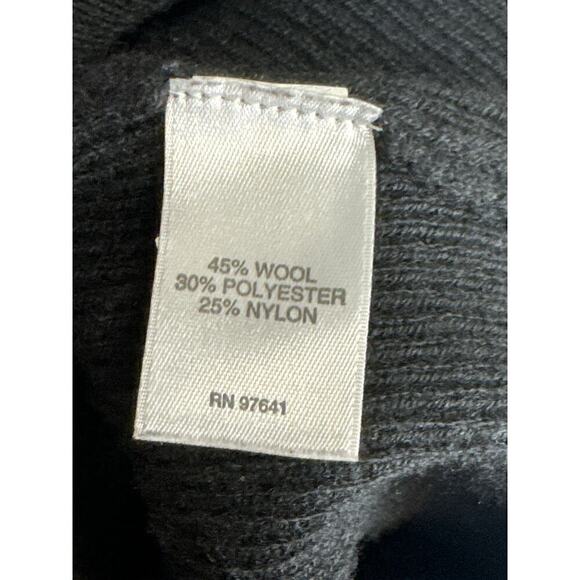 45% WOOL
30% POLYESTER
25% NYLON
RN 97641